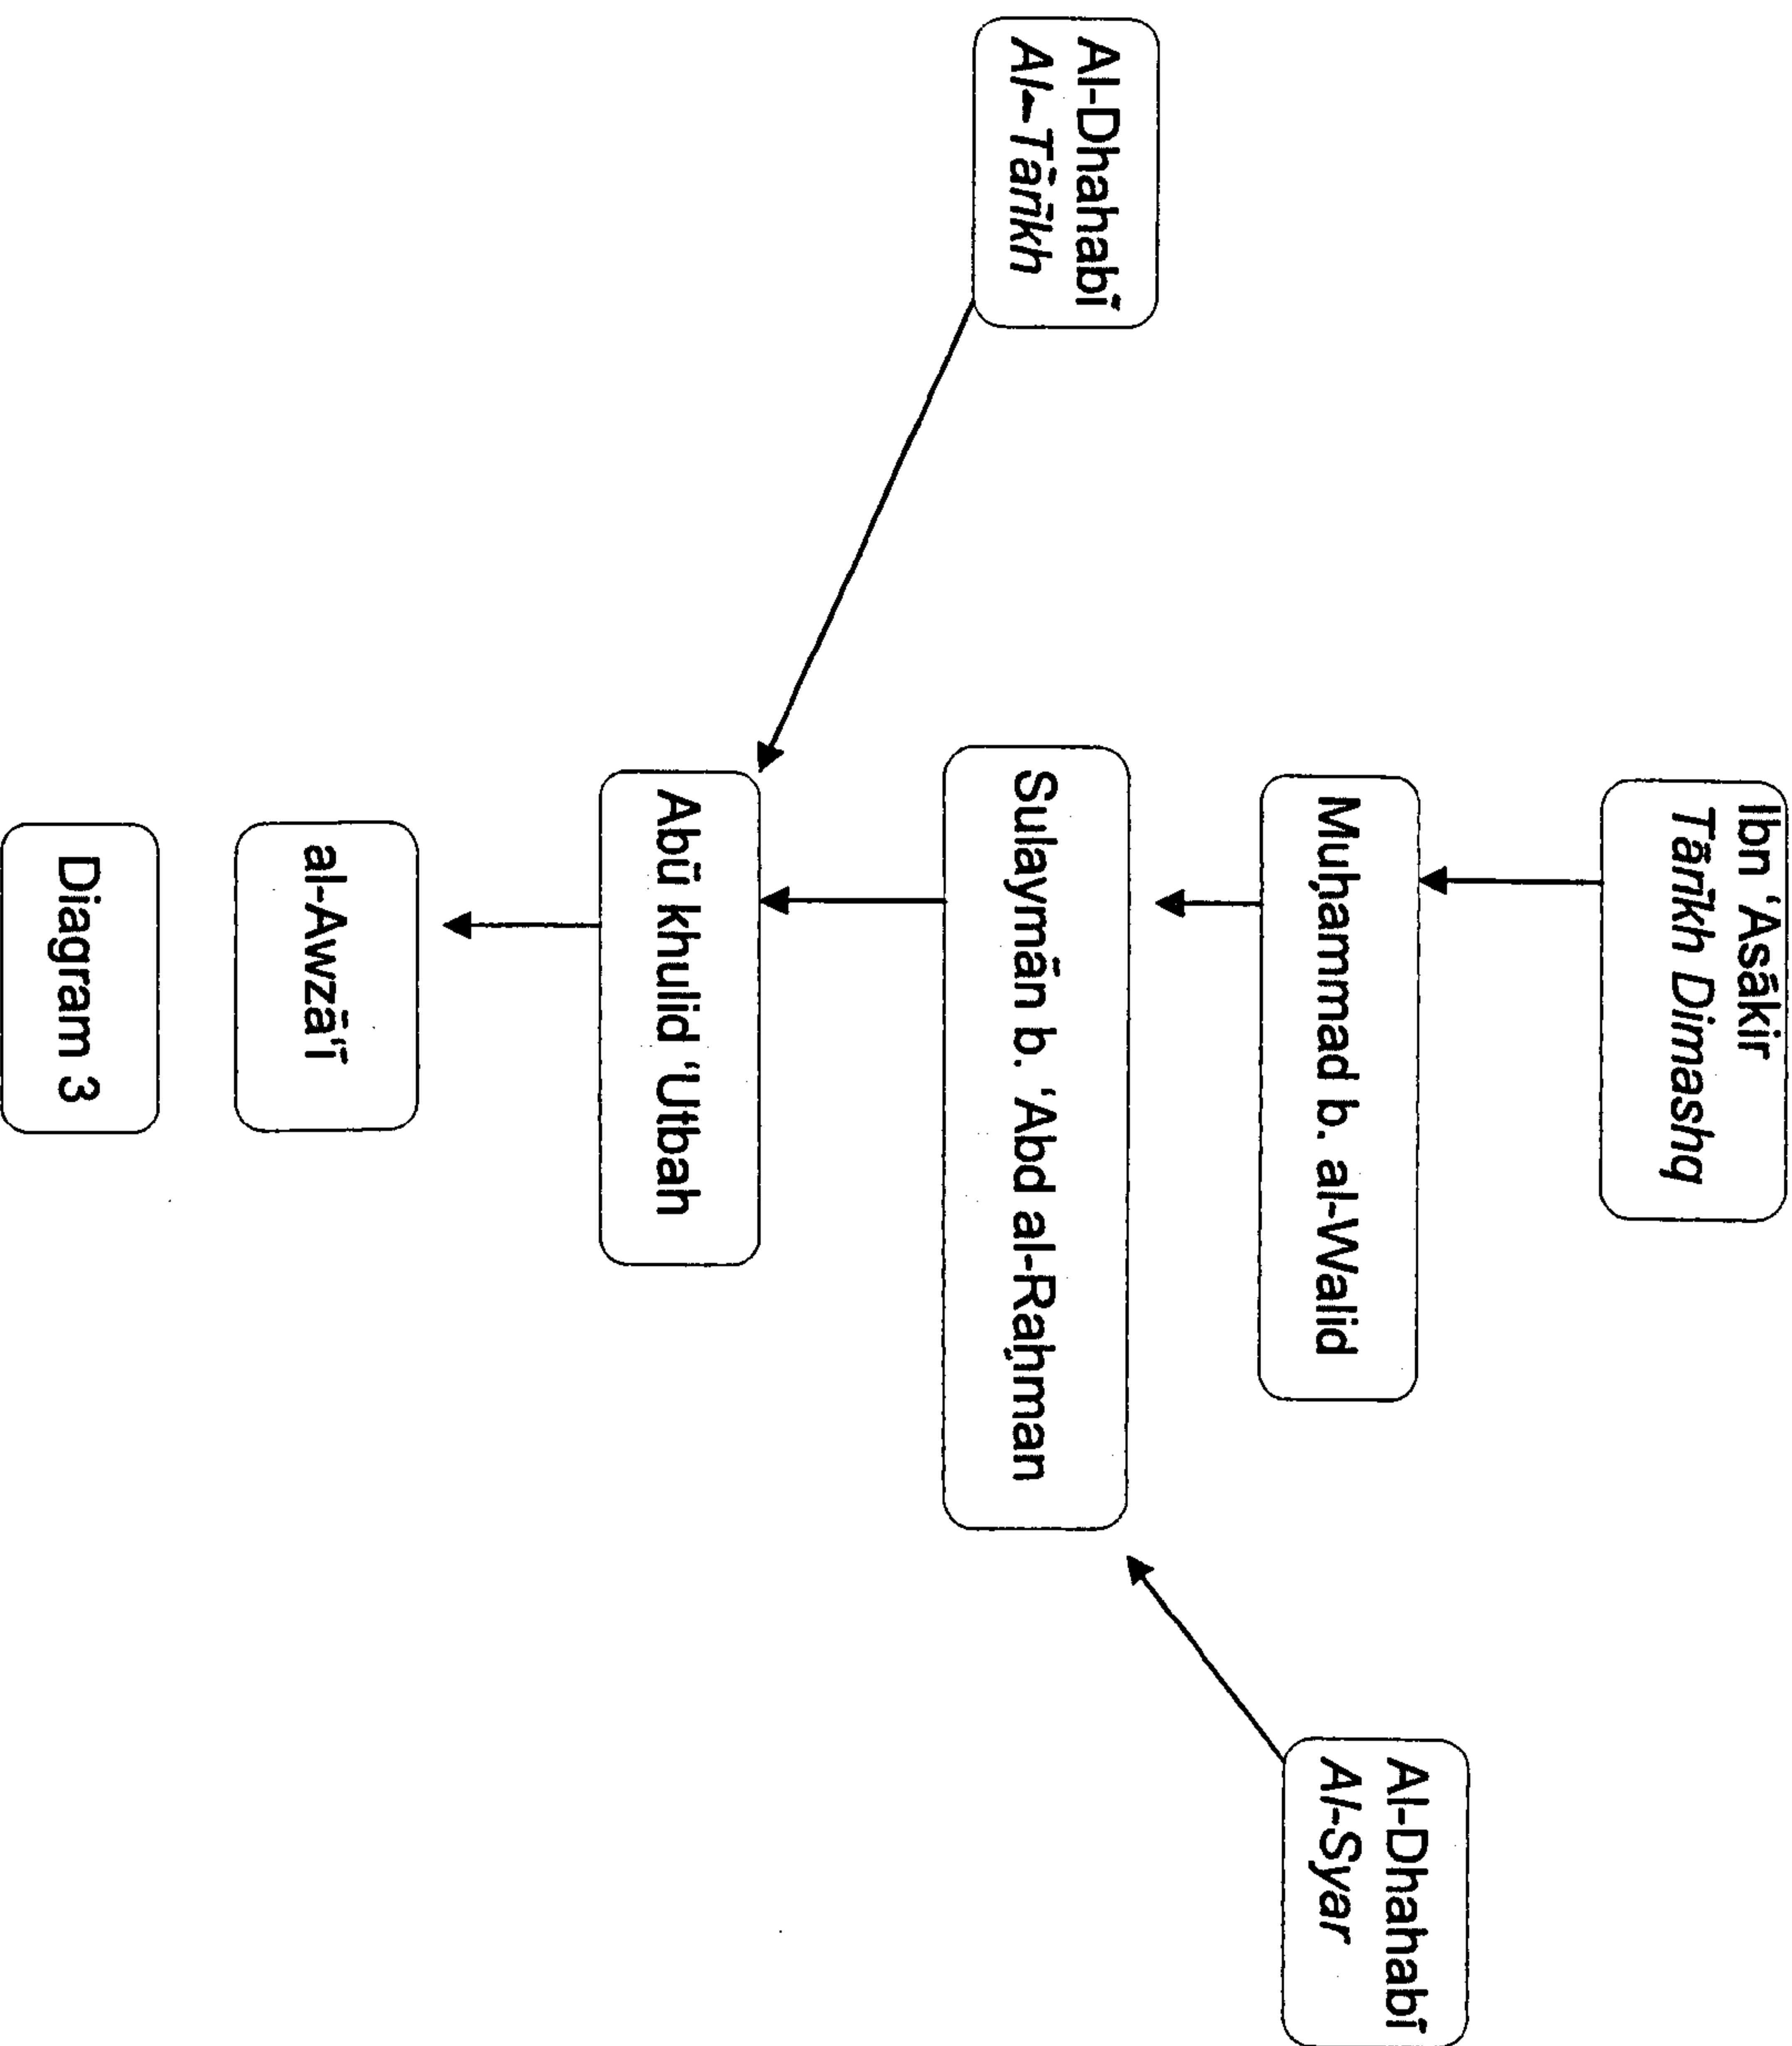 Ibn ‘Asākir
Tārīkh Dimashq
Al-Dhahabī
Al-Syar
Muḥammad b. al-Walid
Al-Dhahabī
Al-Tārīkh
Sulaymān b. ‘Abd al-Raḥman
Abū khulid ‘Utbah
al-Awzā‘ī
Diagram 3